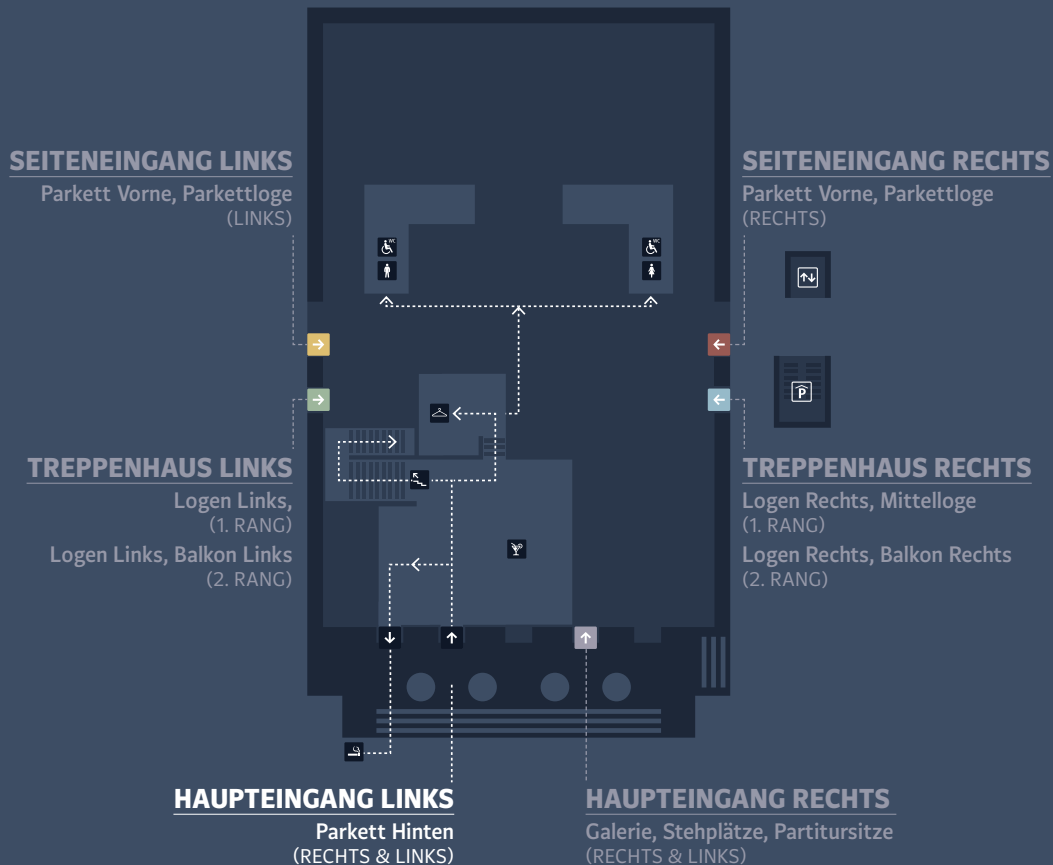 SEITENEINGANG LINKS
Parkett Vorne, Parkettloge
(LINKS)
SEITENEINGANG RECHTS
Parkett Vorne, Parkettloge
(RECHTS)
WC
WC
P
TREPPENHAUS LINKS
Logen Links,
(1. RANG)
Logen Links, Balkon Links
(2. RANG)
TREPPENHAUS RECHTS
Logen Rechts, Mittelloge
(1. RANG)
Logen Rechts, Balkon Rechts
(2. RANG)
HAUPTEINGANG LINKS
Parkett Hinten
(RECHTS & LINKS)
HAUPTEINGANG RECHTS
Galerie, Stehplätze, Partitursitze
(RECHTS & LINKS)